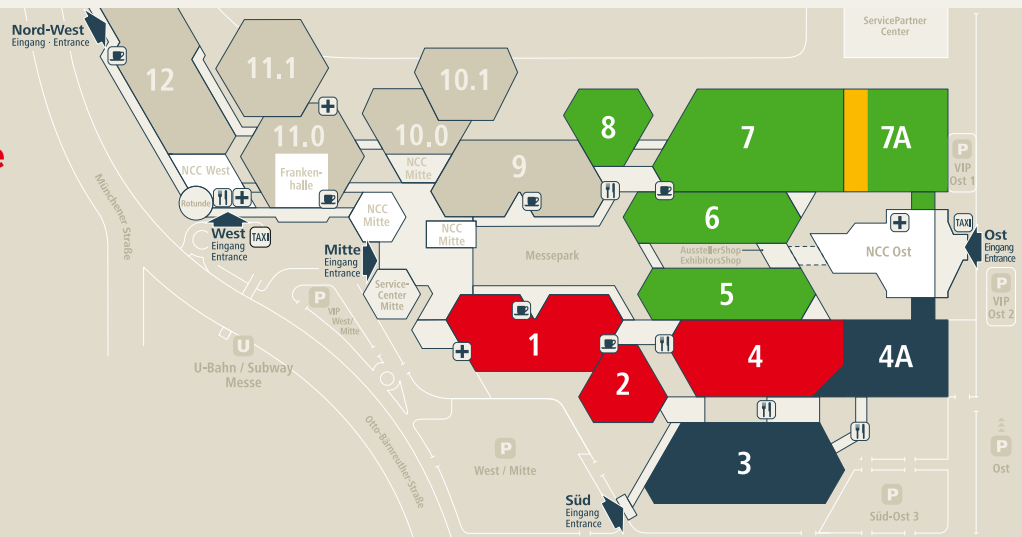 Nord-West
Eingang · Entrance
ServicePartner
Center
12
11.1
11.0
10.1
10.0
NCC
Mitte
9
8
7
7A
P
VIP
Ost 1
NCC West
Franken-
halle
Rotunde
West
Eingang
Entrance
TAXI
NCC
Mitte
NCC
Mitte
Mitte
Eingang
Entrance
Service-
Center
Mitte
Messepark
6
AusstellerShop
ExhibitorsShop
NCC Ost
TAXI
Ost
Eingang
Entrance
P
VIP
Ost 2
5
Münchener Straße
P
VIP
West/
Mitte
U
U-Bahn / Subway
Messe
1
2
4
4A
3
Otto-Bärnreuther-Straße
P
West / Mitte
Süd
Eingang
Entrance
P
Süd-Ost 3
P
Ost
e